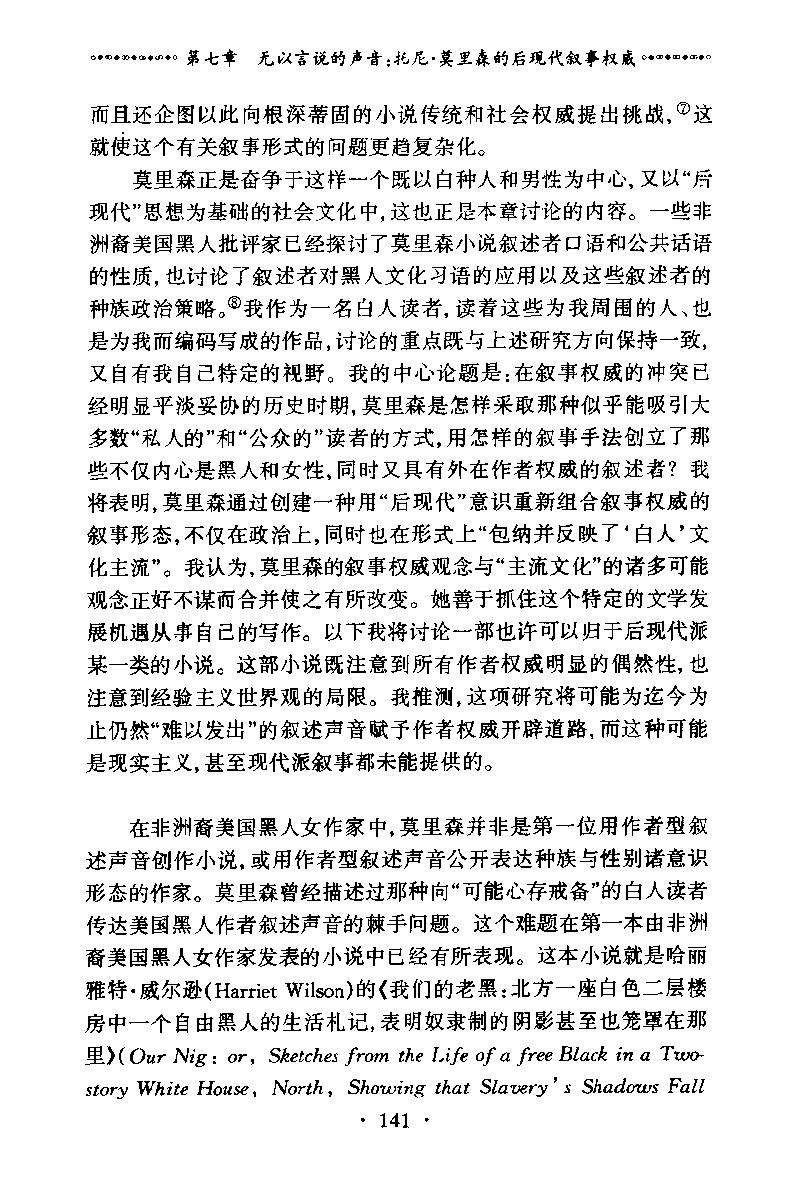 第七章 无以言说的声音:托尼·莫里森的后现代叙事权威
而且还企图以此向根深蒂固的小说传统和社会权威提出挑战,⑦这
就使这个有关叙事形式的问题更趋复杂化。
莫里森正是奋争于这样一个既以白种人和男性为中心,又以“后
现代”思想为基础的社会文化中,这也正是本章讨论的内容。一些非
洲裔美国黑人批评家已经探讨了莫里森小说叙述者口语和公共话语
的性质,也讨论了叙述者对黑人文化习语的应用以及这些叙述者的
种族政治策略。⑧我作为一名白人读者,读着这些为我周围的人、也
是为我而编码写成的作品,讨论的重点既与上述研究方向保持一致,
又自有我自己特定的视野。我的中心论题是:在叙事权威的冲突已
经明显平淡妥协的历史时期,莫里森是怎样采取那种似乎能吸引大
多数“私人的”和“公众的”读者的方式,用怎样的叙事手法创立了那
些不仅内心是黑人和女性,同时又具有外在作者权威的叙述者? 我
将表明,莫里森通过创建一种用“后现代”意识重新组合叙事权威的
叙事形态,不仅在政治上,同时也在形式上“包纳并反映了‘白人’文
化主流”。我认为,莫里森的叙事权威观念与“主流文化”的诸多可能
观念正好不谋而合并使之有所改变。她善于抓住这个特定的文学发
展机遇从事自己的写作。以下我将讨论一部也许可以归于后现代派
某一类的小说。这部小说既注意到所有作者权威明显的偶然性,也
注意到经验主义世界观的局限。我推测,这项研究将可能为迄今为
止仍然“难以发出”的叙述声音赋予作者权威开辟道路,而这种可能
是现实主义,甚至现代派叙事都未能提供的。
在非洲裔美国黑人女作家中,莫里森并非是第一位用作者型叙
述声音创作小说,或用作者型叙述声音公开表达种族与性别诸意识
形态的作家。莫里森曾经描述过那种向“可能心存戒备”的白人读者
传达美国黑人作者叙述声音的棘手问题。这个难题在第一本由非洲
裔美国黑人女作家发表的小说中已经有所表现。这本小说就是哈丽
雅特·威尔逊(Harriet Wilson)的《我们的老黑:北方一座白色二层楼
房中一个自由黑人的生活札记,表明奴隶制的阴影甚至也笼罩在那
里》(Our Nig: or, Sketches from the Life of a free Black in a Two-
story White House, North, Showing that Slavery's Shadows Fall
· 141 ·